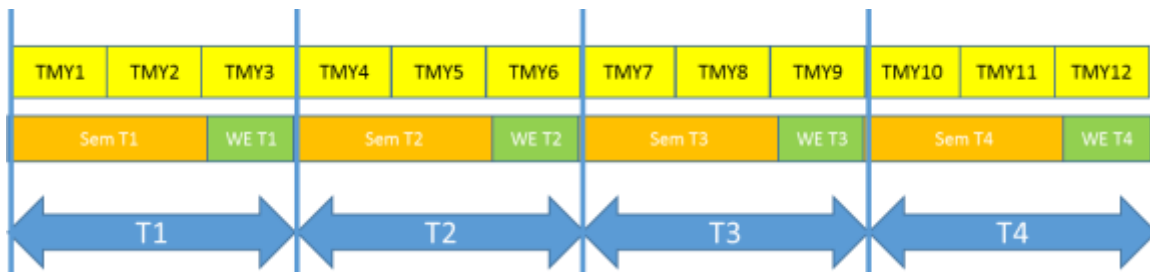 TMY1 TMY2 TMY3 TMY4 TMY5 TMY6 TMY7 TMY8 TMY9 TMY10 TMY11 TMY12
Sem T1 WE T1 Sem T2 WE T2 Sem T3 WE T3 Sem T4 WE T4
T1 T2 T3 T4